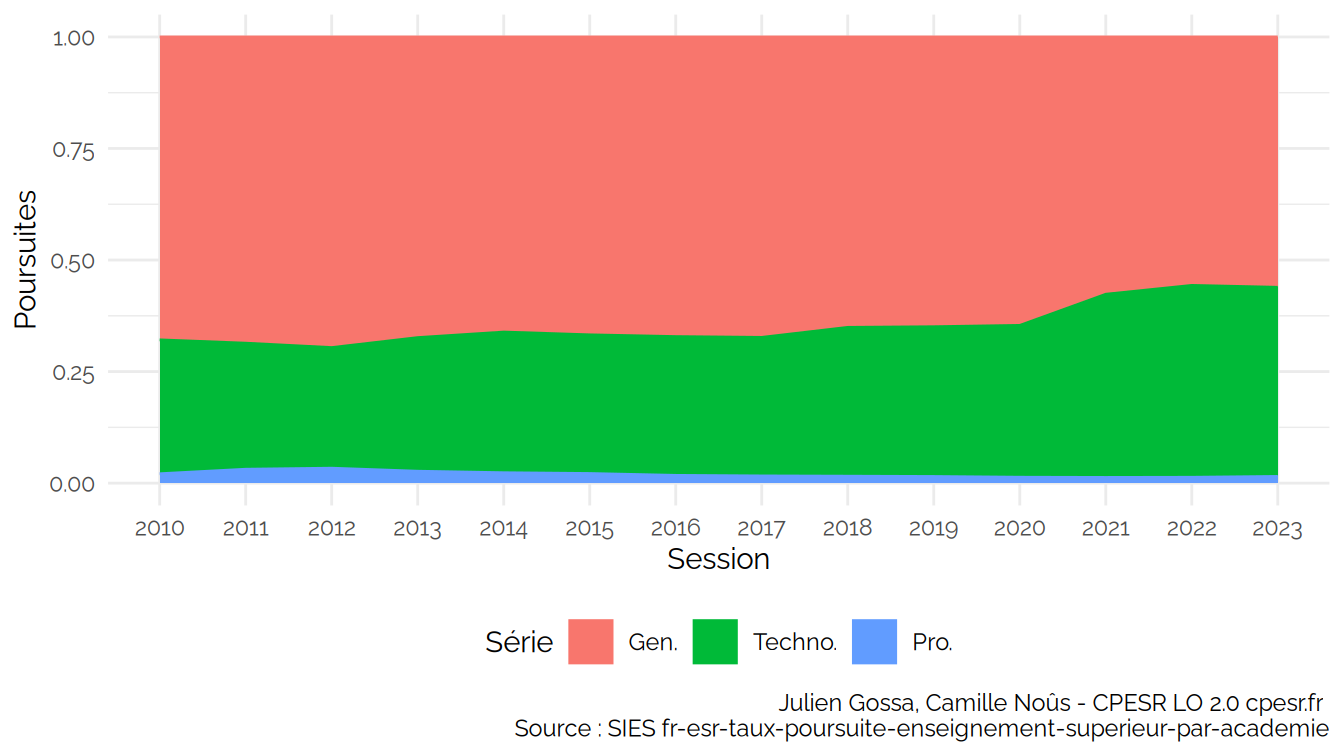 1.00
0.75
0.50
0.25
0.00
Poursuites
2010 2011 2012 2013 2014 2015 2016 2017 2018 2019 2020 2021 2022 2023
Session
Série Gen. Techno. Pro.
Julien Gossa, Camille Noûs - CPESR LO 2.0 cpesr.fr
Source : SIES fr-esr-taux-poursuite-enseignement-superieur-par-academie